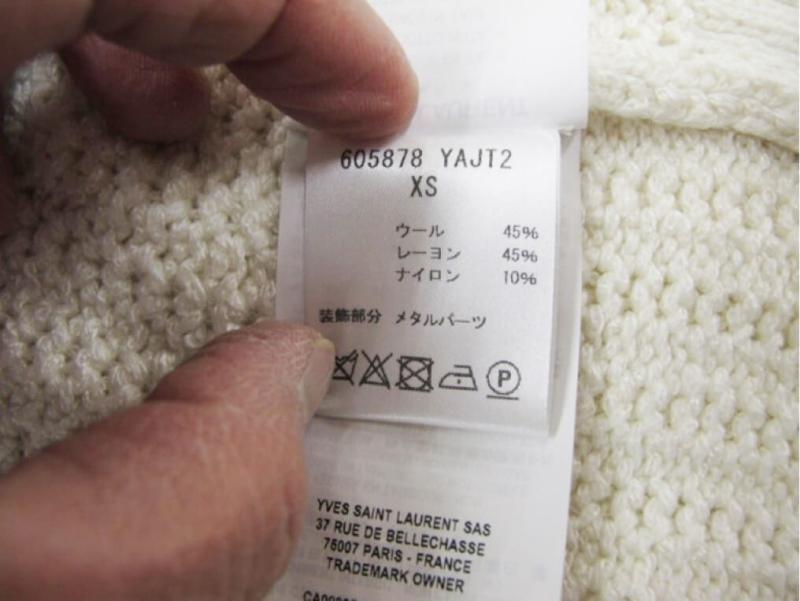 605878 YAJT2
XS
ウール 45%
レーヨン 45%
ナイロン 10%
装飾部分 メタルパーツ
P
YVES SAINT LAURENT SAS
37 RUE DE BELLECHASSE
75007 PARIS - FRANCE
TRADEMARK OWNER